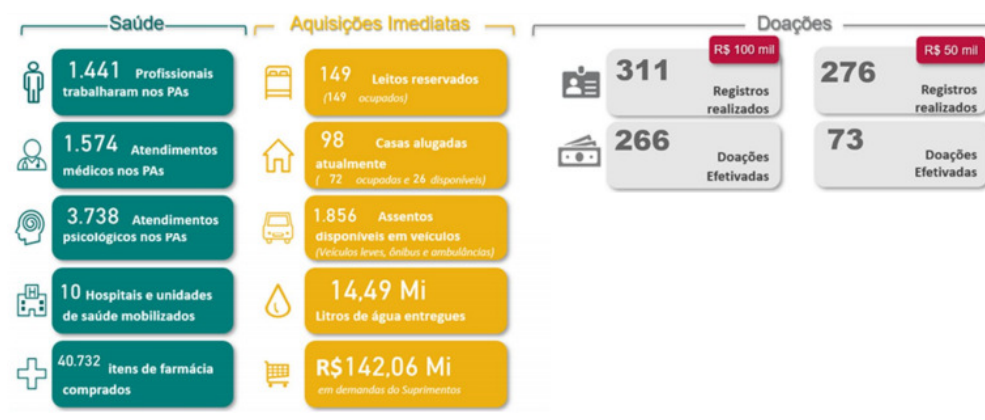 Saúde
1.441 Profissionais
trabalharam nos PAs
1.574 Atendimentos
médicos nos PAs
3.738 Atendimentos
psicológicos nos PAs
H
10 Hospitais e unidades
de saúde mobilizados
40.732 itens de farmácia
comprados
Aquisições Imediatas
149 Leitos reservados
(149 ocupados)
98 Casas alugadas
atualmente
( 72 ocupadas e 26 disponíveis)
1.856 Assentos
disponíveis em veículos
(Veículos leves, ônibus e ambulâncias)
14,49 Mi
Litros de água entregues
R$142,06 Mi
em demandas do Suprimentos
Doações
R$ 100 mil
311
Registros
realizados
266
Doações
Efetivadas
R$ 50 mil
276
Registros
realizados
73
Doações
Efetivadas